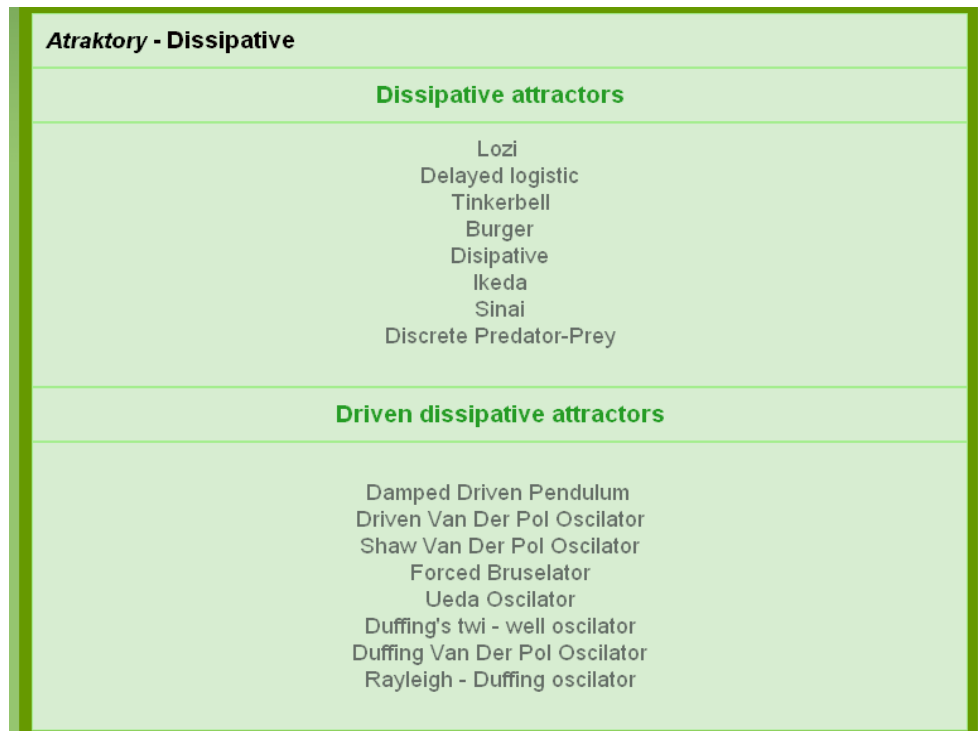 Atraktory - Dissipative
Dissipative attractors
Lozi
Delayed logistic
Tinkerbell
Burger
Disipative
Ikeda
Sinai
Discrete Predator-Prey
Driven dissipative attractors
Damped Driven Pendulum
Driven Van Der Pol Oscilator
Shaw Van Der Pol Oscilator
Forced Bruselator
Ueda Oscilator
Duffing's twi - well oscilator
Duffing Van Der Pol Oscilator
Rayleigh - Duffing oscilator